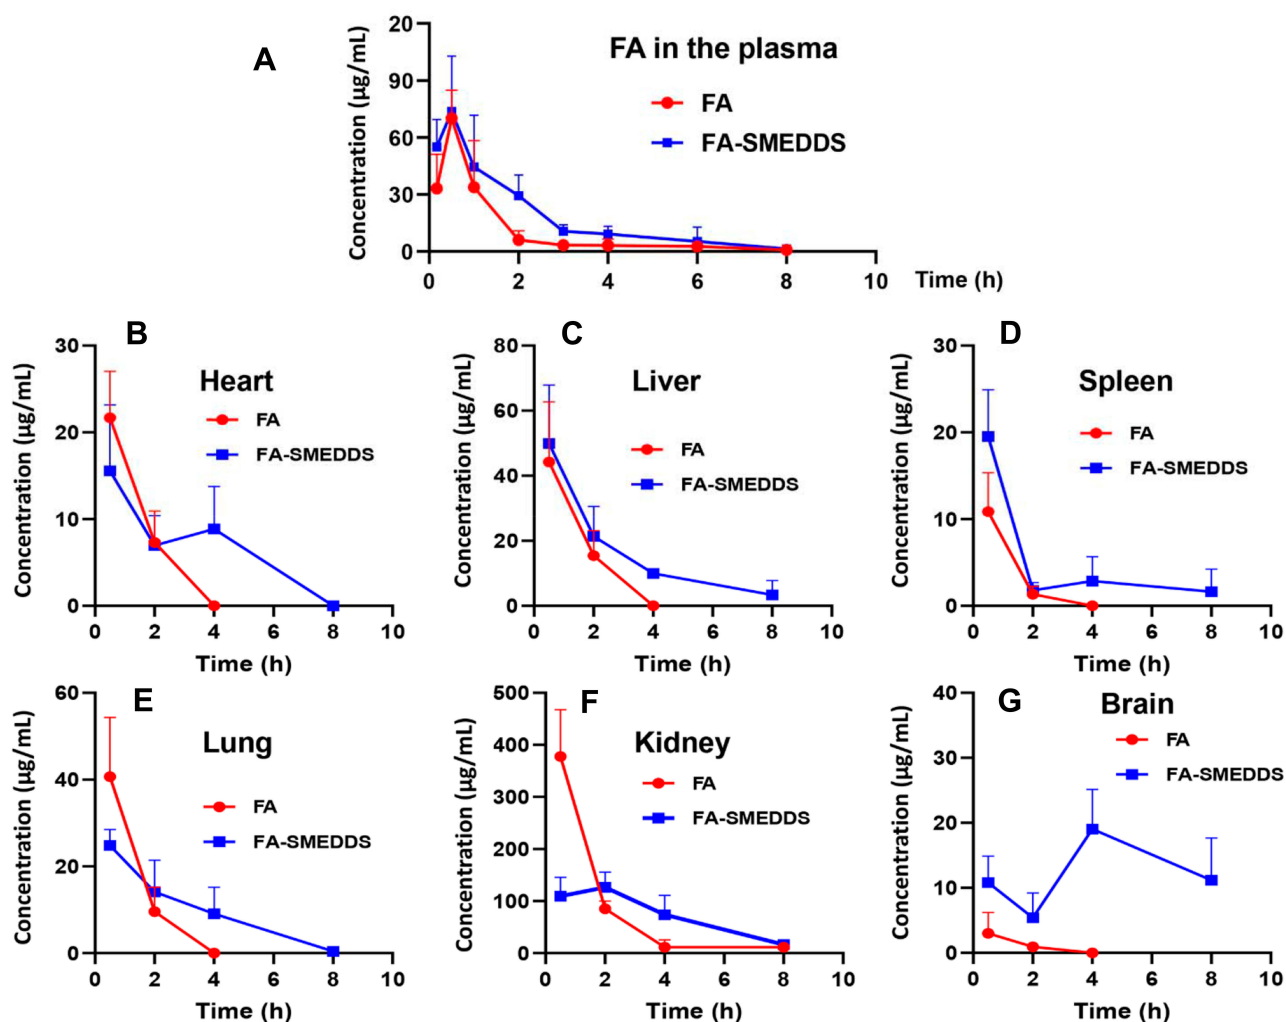 A
FA in the plasma
Concentration (µg/mL)
20
90
60
30
0
FA
FA-SMEDDS
0 2 4 6 8 10
Time (h)
B
Heart
Concentration (µg/mL)
30
20
10
0
FA
FA-SMEDDS
0 2 4 6 8 10
Time (h)
C
Liver
Concentration (µg/mL)
80
60
40
20
0
FA
FA-SMEDDS
0 2 4 6 8 10
Time (h)
D
Spleen
Concentration (µg/mL)
30
20
10
0
FA
FA-SMEDDS
0 2 4 6 8 10
Time (h)
E
Lung
Concentration (µg/mL)
60
40
20
0
FA
FA-SMEDDS
0 2 4 6 8 10
Time (h)
F
Kidney
Concentration (µg/mL)
500
400
300
200
100
0
FA
FA-SMEDDS
0 2 4 6 8 10
Time (h)
G
Brain
Concentration (µg/mL)
40
30
20
10
0
FA
FA-SMEDDS
0 2 4 6 8 10
Time (h)